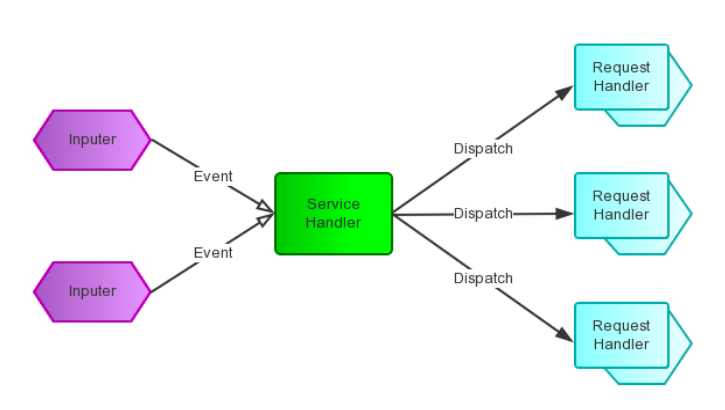 Request
Handler
Inputer
Dispatch
Event
Service
Handler
Dispatch
Request
Handler
Event
Dispatch
Inputer
Request
Handler